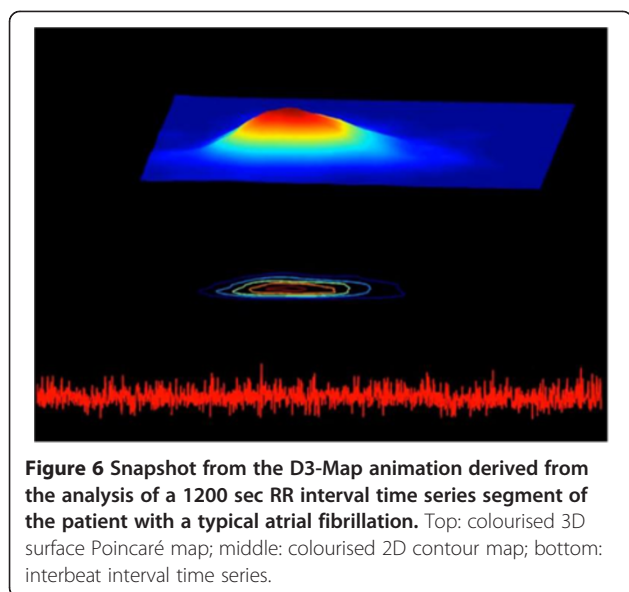 Figure 6 Snapshot from the D3-Map animation derived from
the analysis of a 1200 sec RR interval time series segment of
the patient with a typical atrial fibrillation. Top: colourised 3D
surface Poincaré map; middle: colourised 2D contour map; bottom:
interbeat interval time series.